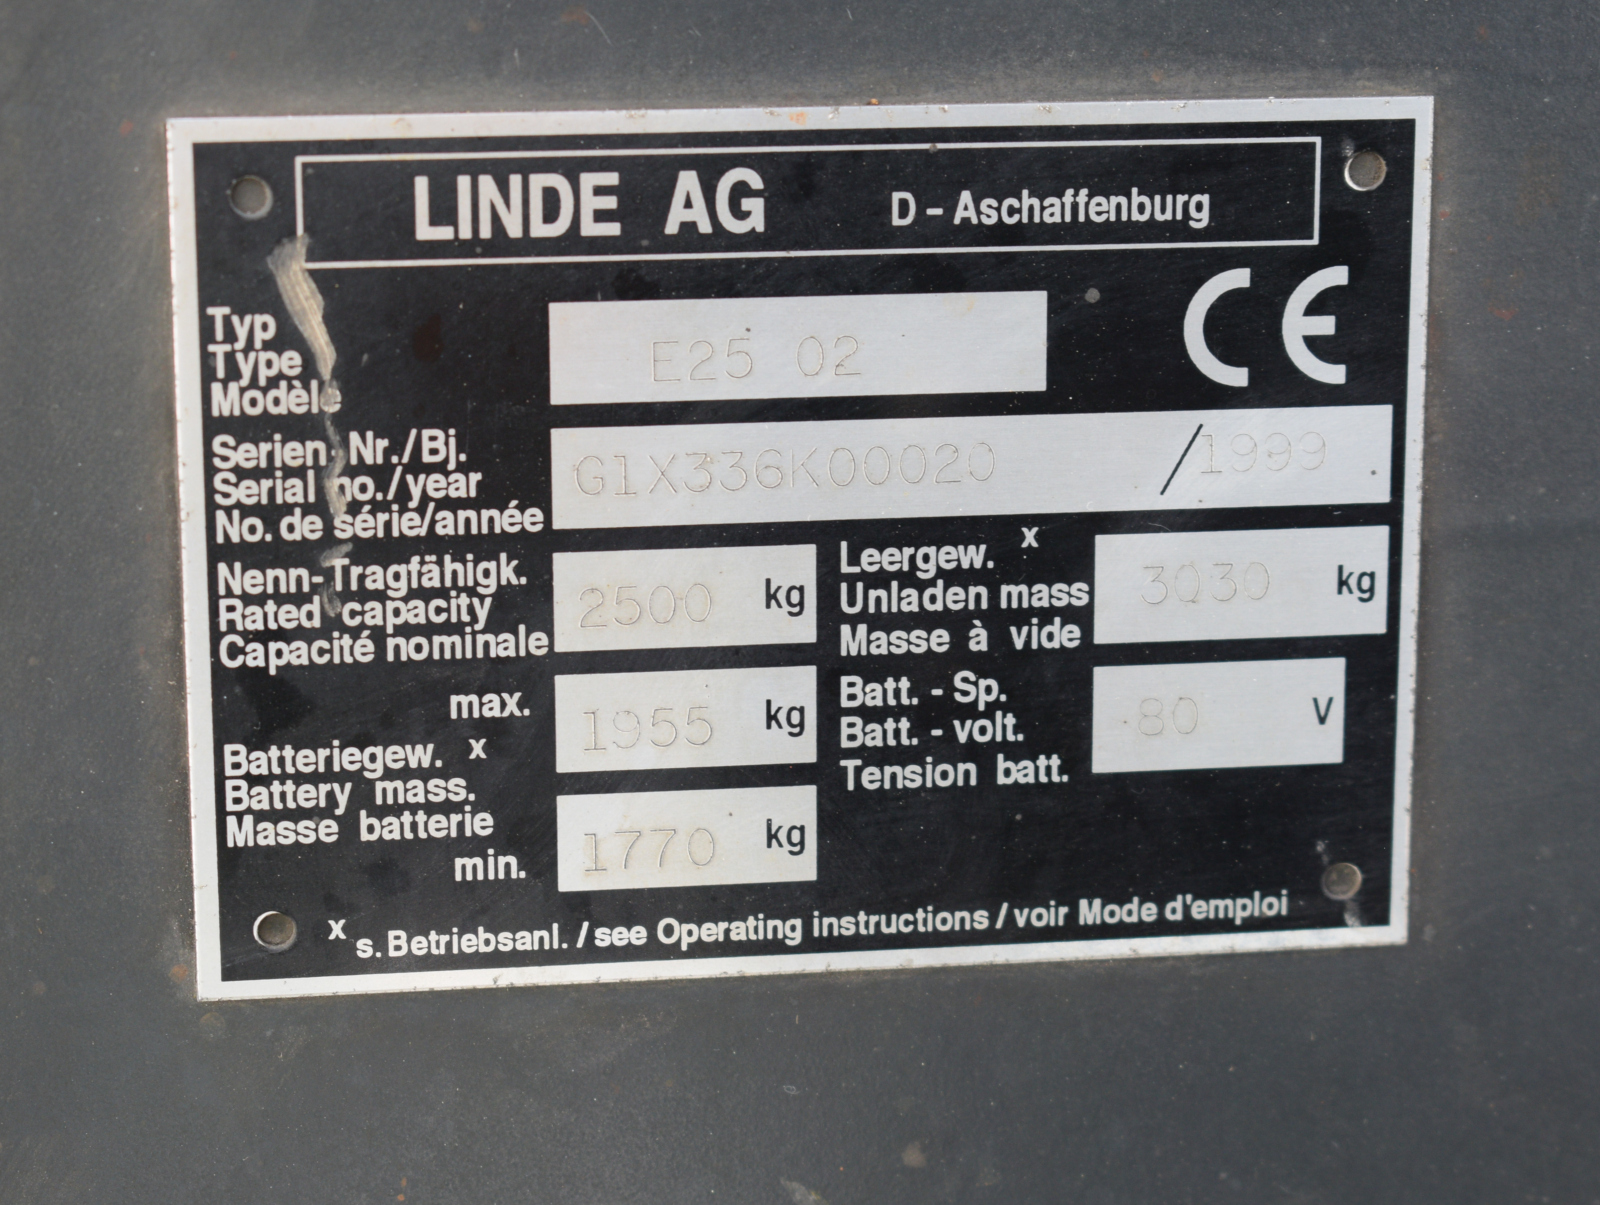 LINDE AG D - Aschaffenburg
CE
Typ
Type
Modèle
E25 02
Serien-Nr./Bj.
Serial no./year
No. de série/année
G1X336K00020 /1999
Nenn-Tragfähigk.
Rated capacity
Capacité nominale
2500 kg
Leergew. x
Unladen mass
Masse à vide
3030 kg
max.
1955 kg
Batteriegew. x
Battery mass.
Masse batterie
min.
1770 kg
Batt. - Sp.
Batt. - volt.
Tension batt.
80 V
x s. Betriebsanl. / see Operating instructions / voir Mode d'emploi